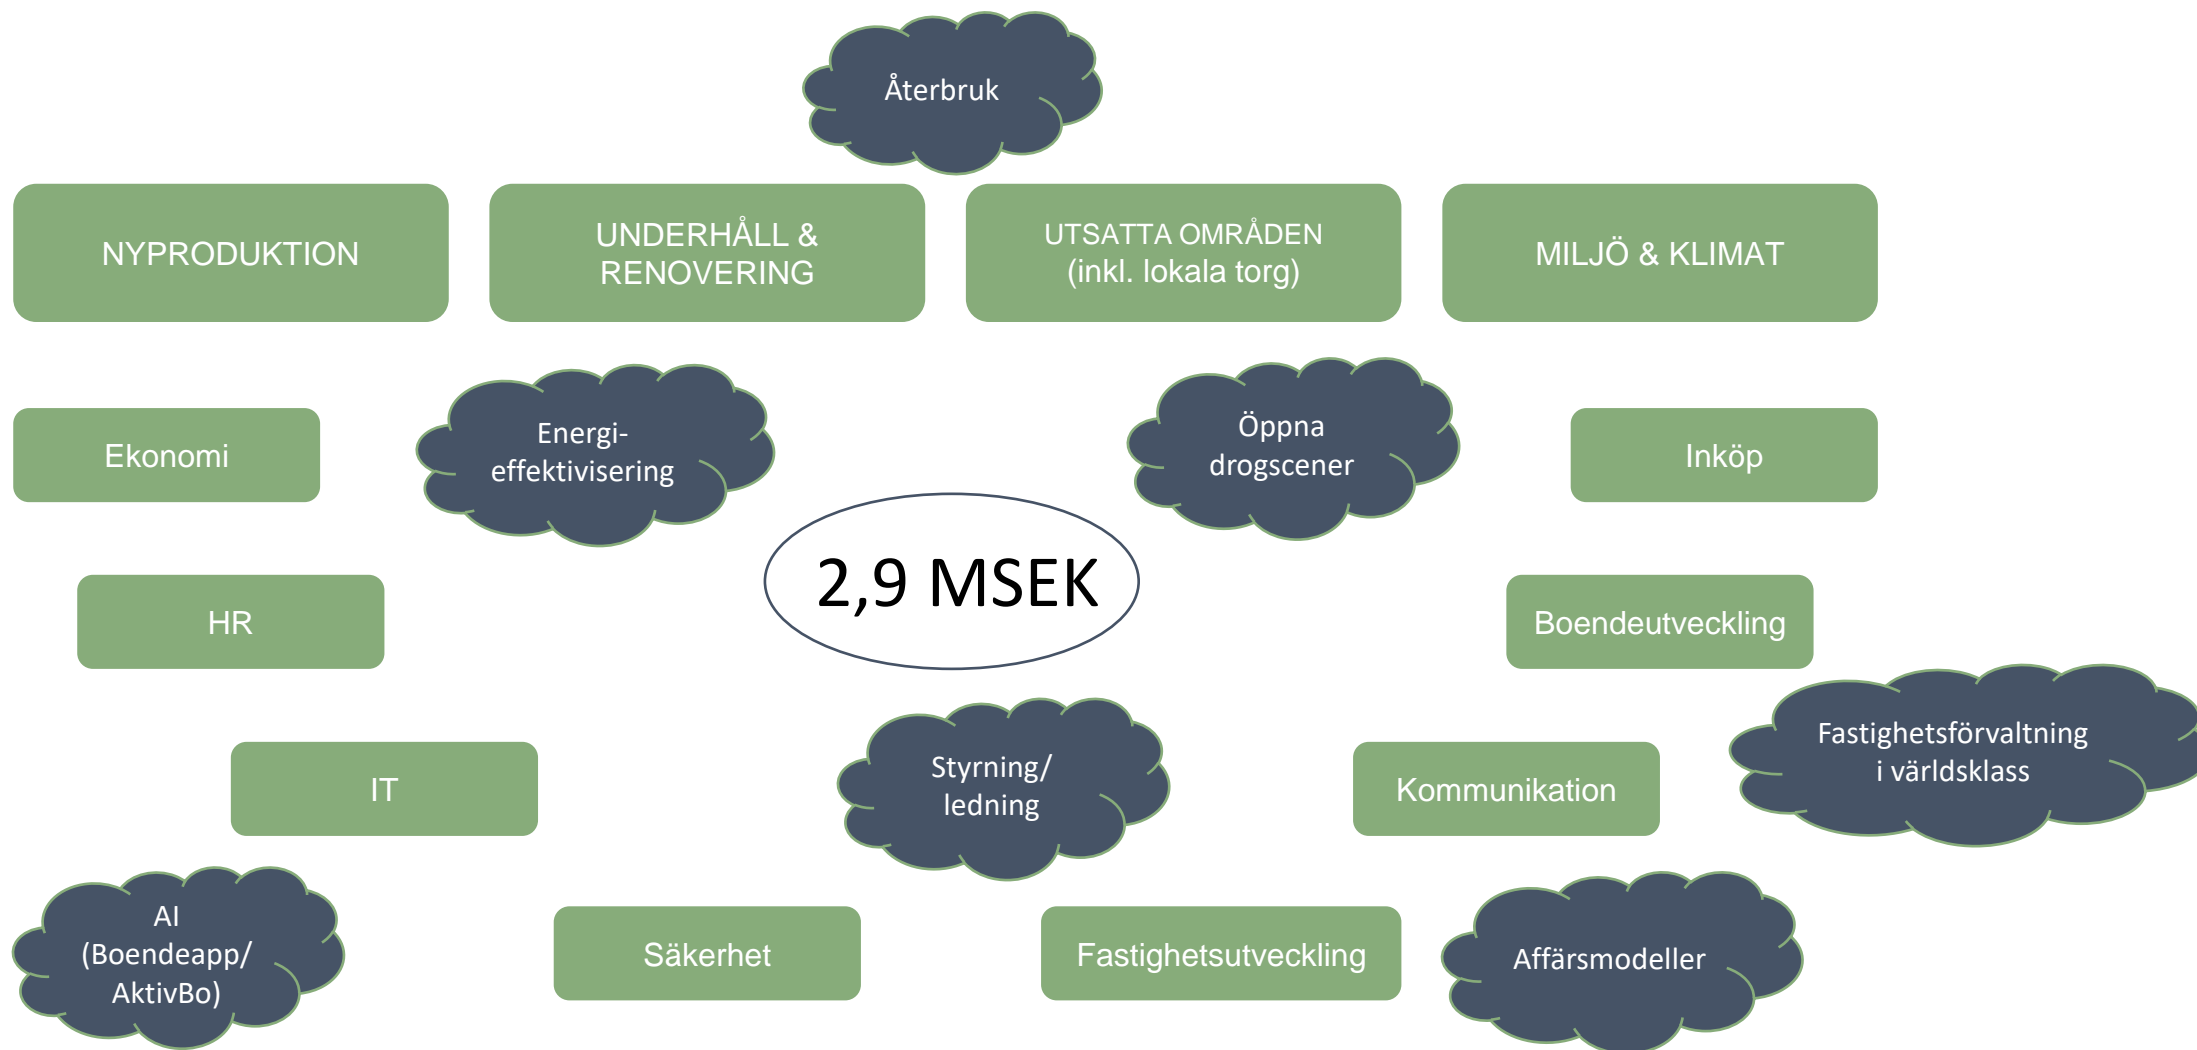 Återbruk
NYPRODUKTION
UNDERHÅLL &
RENOVERING
UTSATTA OMRÅDEN
(inkl. lokala torg)
MILJÖ & KLIMAT
Ekonomi
Energi-
effektivisering
Öppna
drogscener
Inköp
2,9 MSEK
HR
Boendeutveckling
IT
Styrning/
ledning
Kommunikation
Fastighetsförvaltning
i världsklass
AI
(Boendeapp/
AktivBo)
Säkerhet
Fastighetsutveckling
Affärsmodeller